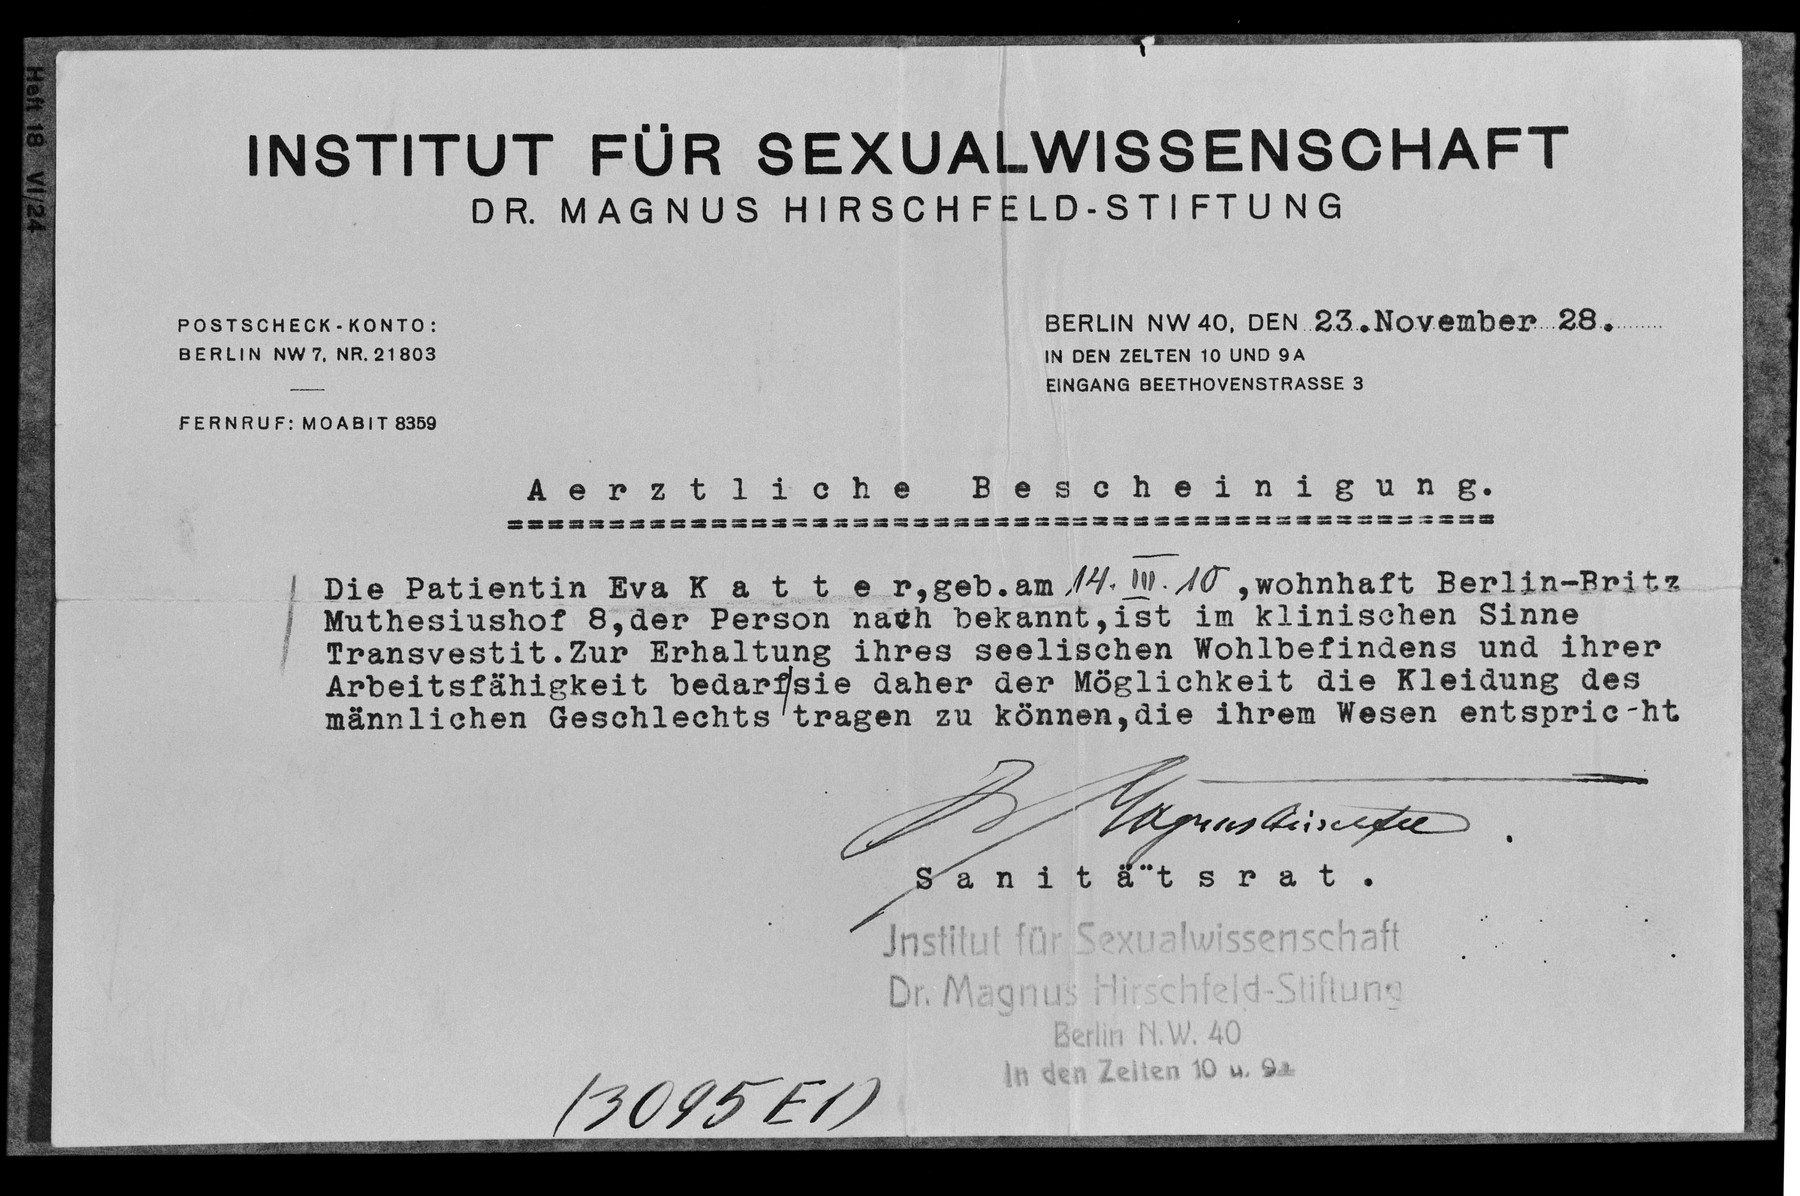 Heft 18 VI/24
INSTITUT FÜR SEXUALWISSENSCHAFT
DR. MAGNUS HIRSCHFELD-STIFTUNG
POSTSCHECK-KONTO:
BERLIN NW 7, NR. 21803
FERNRUF: MOABIT 8359
BERLIN NW 40, DEN 23.November 28.
IN DEN ZELTEN 10 UND 9A
EINGANG BEETHOVENSTRASSE 3
Aerztliche Bescheinigung.
Die Patientin Eva K a t t e r,geb.am 14. III. 10 ,wohnhaft Berlin-Britz
Muthesiushof 8,der Person nach bekannt,ist im klinischen Sinne
Transvestit.Zur Erhaltung ihres seelischen Wohlbefindens und ihrer
Arbeitsfähigkeit bedarf/sie daher der Möglichkeit die Kleidung des
männlichen Geschlechts tragen zu können,die ihrem Wesen entspric-ht
Dr Magnus Hirschfeld.
Sanitätsrat.
Institut für Sexualwissenschaft
Dr. Magnus Hirschfeld-Stiftung
Berlin N.W. 40
In den Zelten 10 u. 9a
(3095 E1)